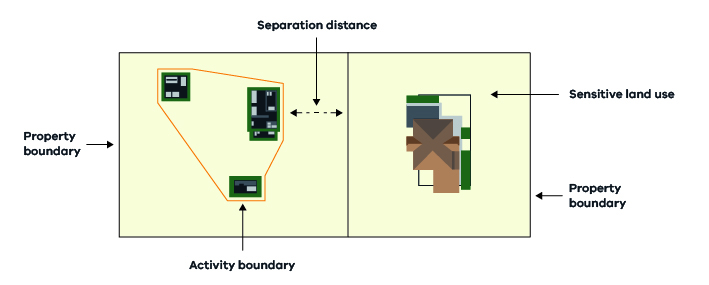 Separation distance
Sensitive land use
Property
boundary
Property
boundary
Activity boundary